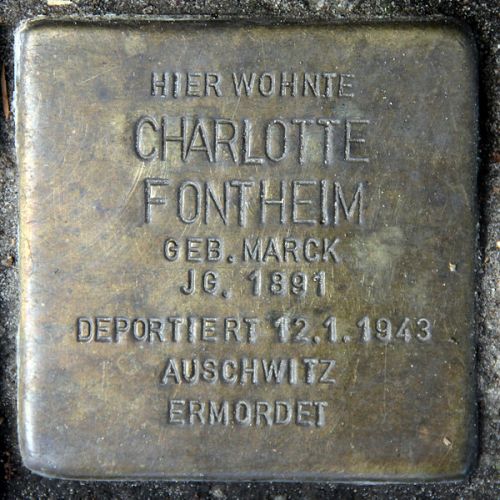 HIER WOHNTE
CHARLOTTE
FONTHEIM
GEB. MARCK
JG. 1891
DEPORTIERT 12.1.1943
AUSCHWITZ
ERMORDET